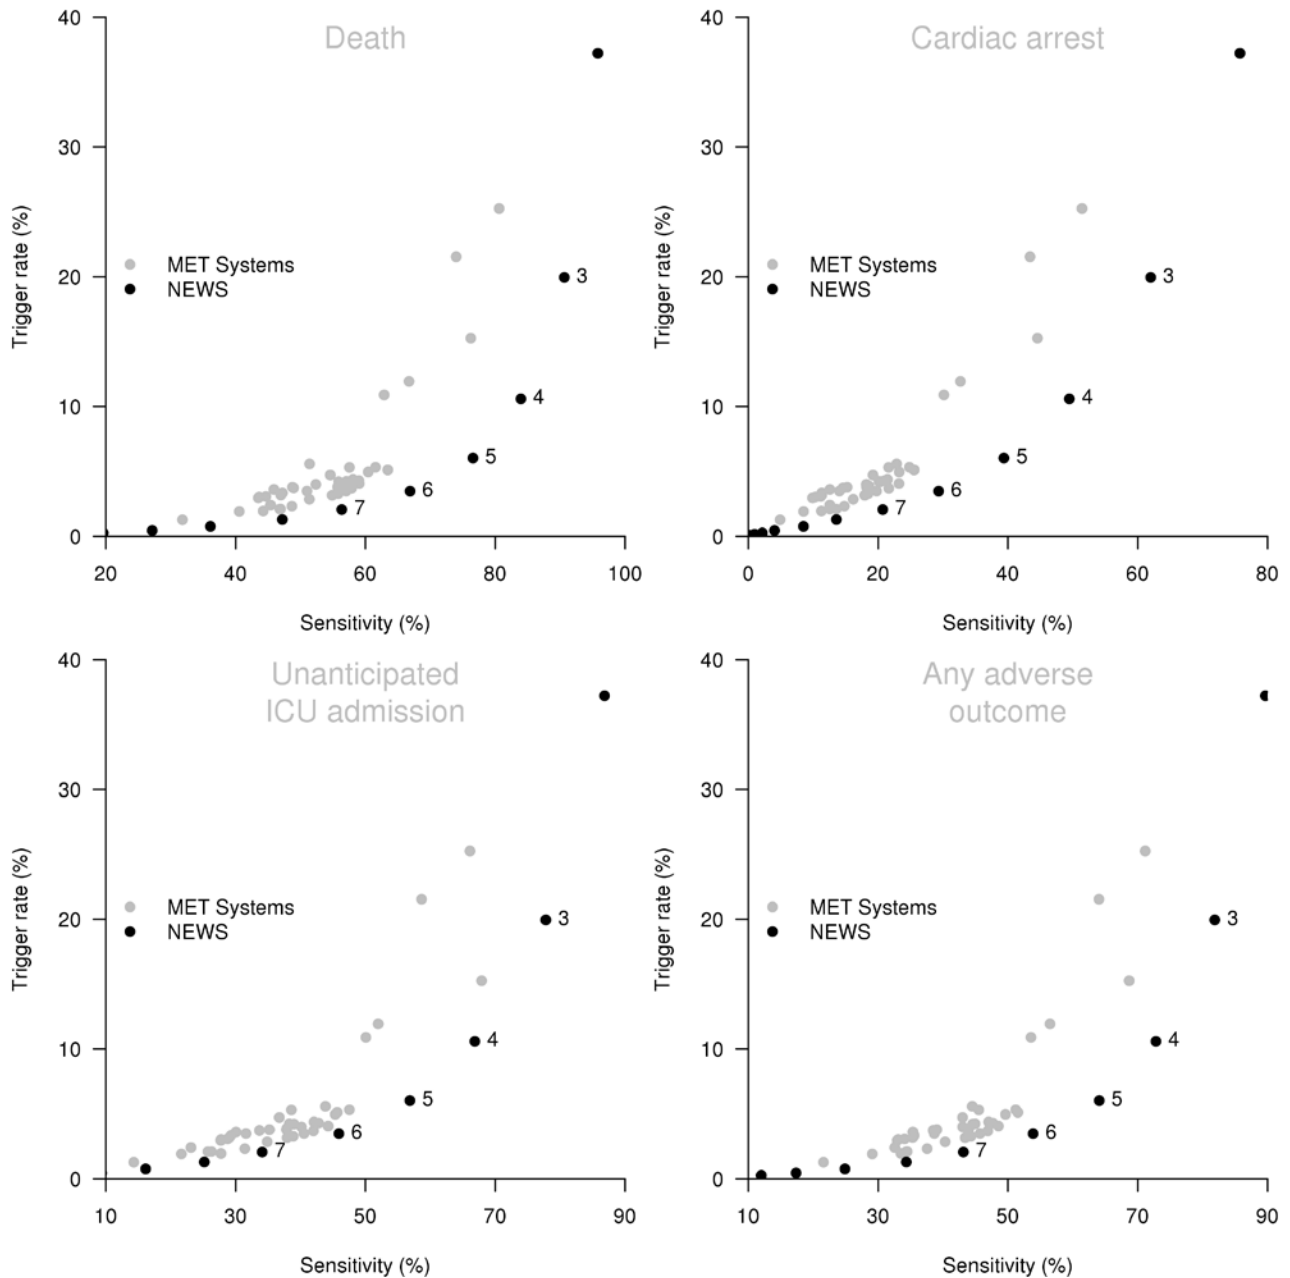 Death
40
30
20
10
0
Trigger rate (%)
MET Systems
NEWS
3
4
5
6
7
20 40 60 80 100
Sensitivity (%)
Cardiac arrest
40
30
20
10
0
Trigger rate (%)
MET Systems
NEWS
3
4
5
6
7
0 20 40 60 80
Sensitivity (%)
Unanticipated
ICU admission
40
30
20
10
0
Trigger rate (%)
MET Systems
NEWS
3
4
5
6
7
10 30 50 70 90
Sensitivity (%)
Any adverse
outcome
40
30
20
10
0
Trigger rate (%)
MET Systems
NEWS
3
4
5
6
7
10 30 50 70 90
Sensitivity (%)